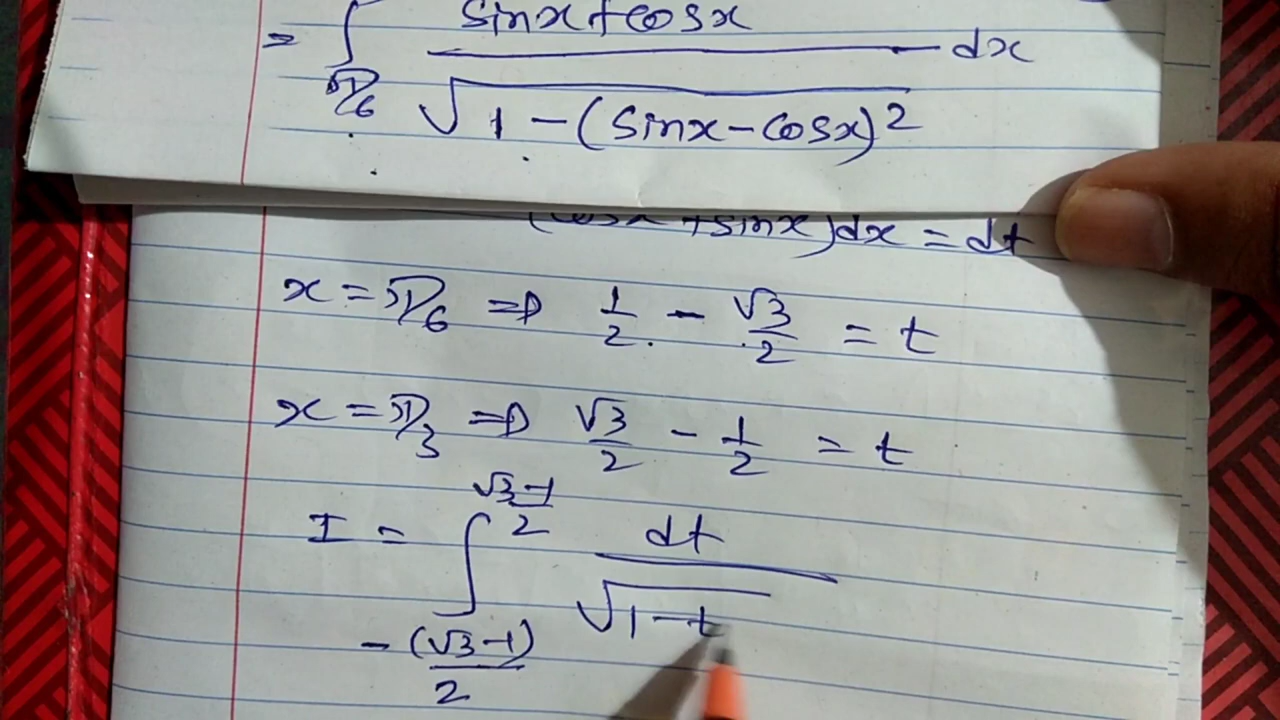 = ∫π/6 sinx+cosx / √1-(sinx-cosx)² dx
(cosx+sinx)dx = dt
x = π/6 ⇒ 1/2 - √3/2 = t
x = π/3 ⇒ √3/2 - 1/2 = t
I = ∫ -(√3-1)/2 √3-1/2 dt / √1-t